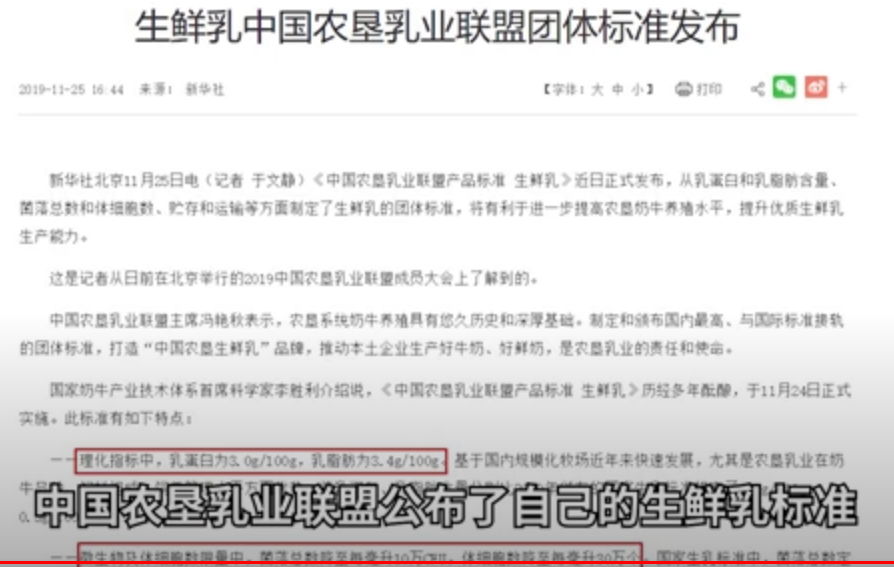 生鲜乳中国农垦乳业联盟团体标准发布
2019-11-25 16:44 来源：新华社 【字体：大 中 小】 打印 +
新华社北京11月25日电（记者 于文静）《中国农垦乳业联盟产品标准 生鲜乳》近日正式发布，从乳蛋白和乳脂肪含量、
菌落总数和体细胞数、贮存和运输等方面制定了生鲜乳的团体标准，将有利于进一步提高农垦奶牛养殖水平，提升优质生鲜乳
生产能力。
这是记者从日前在北京举行的2019中国农垦乳业联盟成员大会上了解到的。
中国农垦乳业联盟主席冯艳秋表示，农垦系统奶牛养殖具有悠久历史和深厚基础。制定和颁布国内最高、与国际标准接轨
的团体标准，打造“中国农垦生鲜乳”品牌，推动本土企业生产好牛奶、好鲜奶，是农垦乳业的责任和使命。
国家奶牛产业技术体系首席科学家李胜利介绍说，《中国农垦乳业联盟产品标准 生鲜乳》历经多年酝酿，于11月24日正式
实施。此标准有如下特点：
——理化指标中，乳蛋白为3.0g/100g，乳脂肪为3.4g/100g。基于国内规模化牧场近年来快速发展，尤其是农垦乳业在奶
中国农垦乳业联盟公布了自己的生鲜乳标准
——微生物及体细胞数限量中，菌落总数降至每毫升10万CFU，体细胞数降至每毫升30万个。国家生乳标准中，菌落总数定